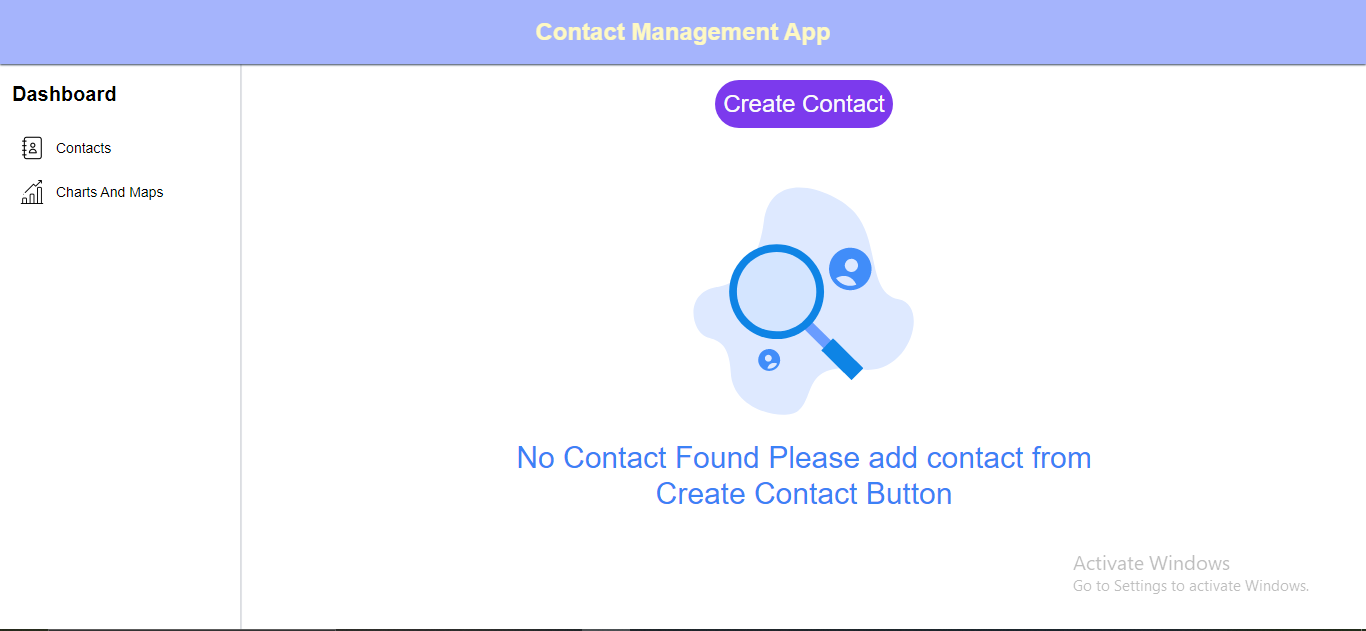 Contact Management App
Dashboard
Contacts
Charts And Maps
Create Contact
No Contact Found Please add contact from
Create Contact Button
Activate Windows
Go to Settings to activate Windows.